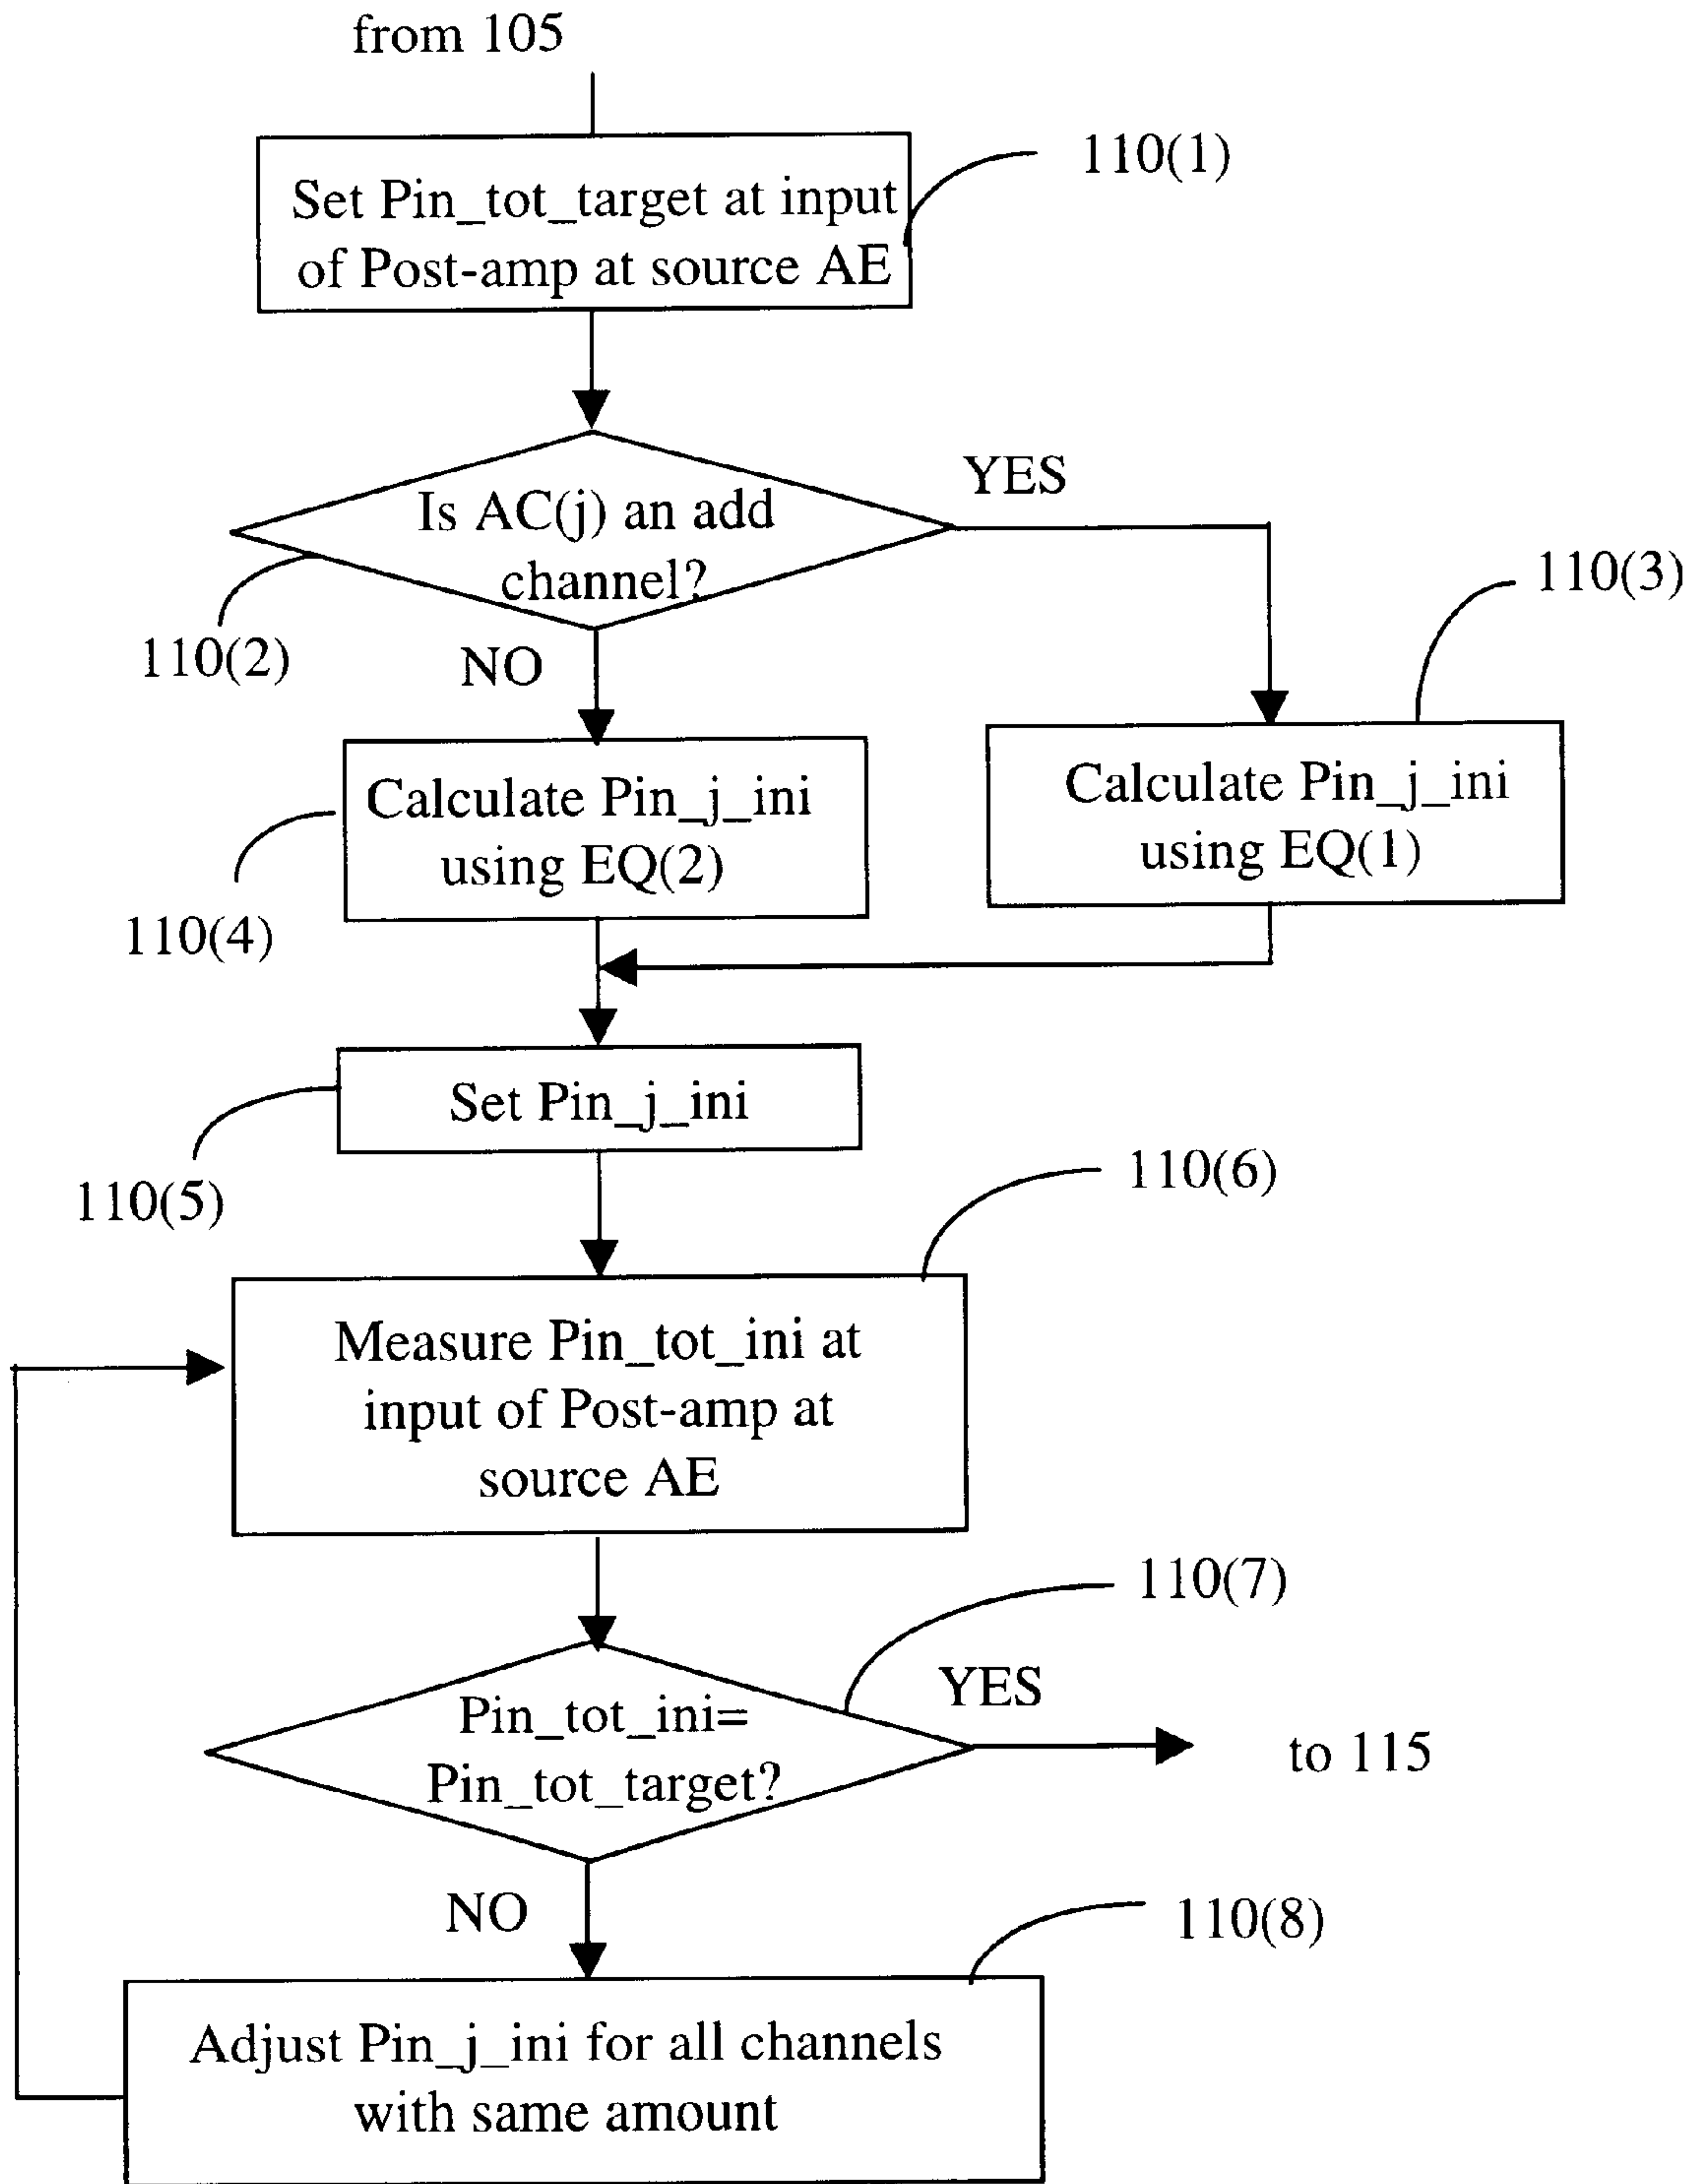 from 105
110(1)
Set Pin_tot_target at input
of Post-amp at source AE
YES
Is AC(j) an add
channel?
110(3)
110(2)
NO
Calculate Pin_j_ini
using EQ(2)
Calculate Pin_j_ini
using EQ(1)
110(4)
Set Pin_j_ini
110(5)
110(6)
Measure Pin_tot_ini at
input of Post-amp at
source AE
110(7)
YES
Pin_tot_ini=
Pin_tot_target?
to 115
NO
110(8)
Adjust Pin_j_ini for all channels
with same amount